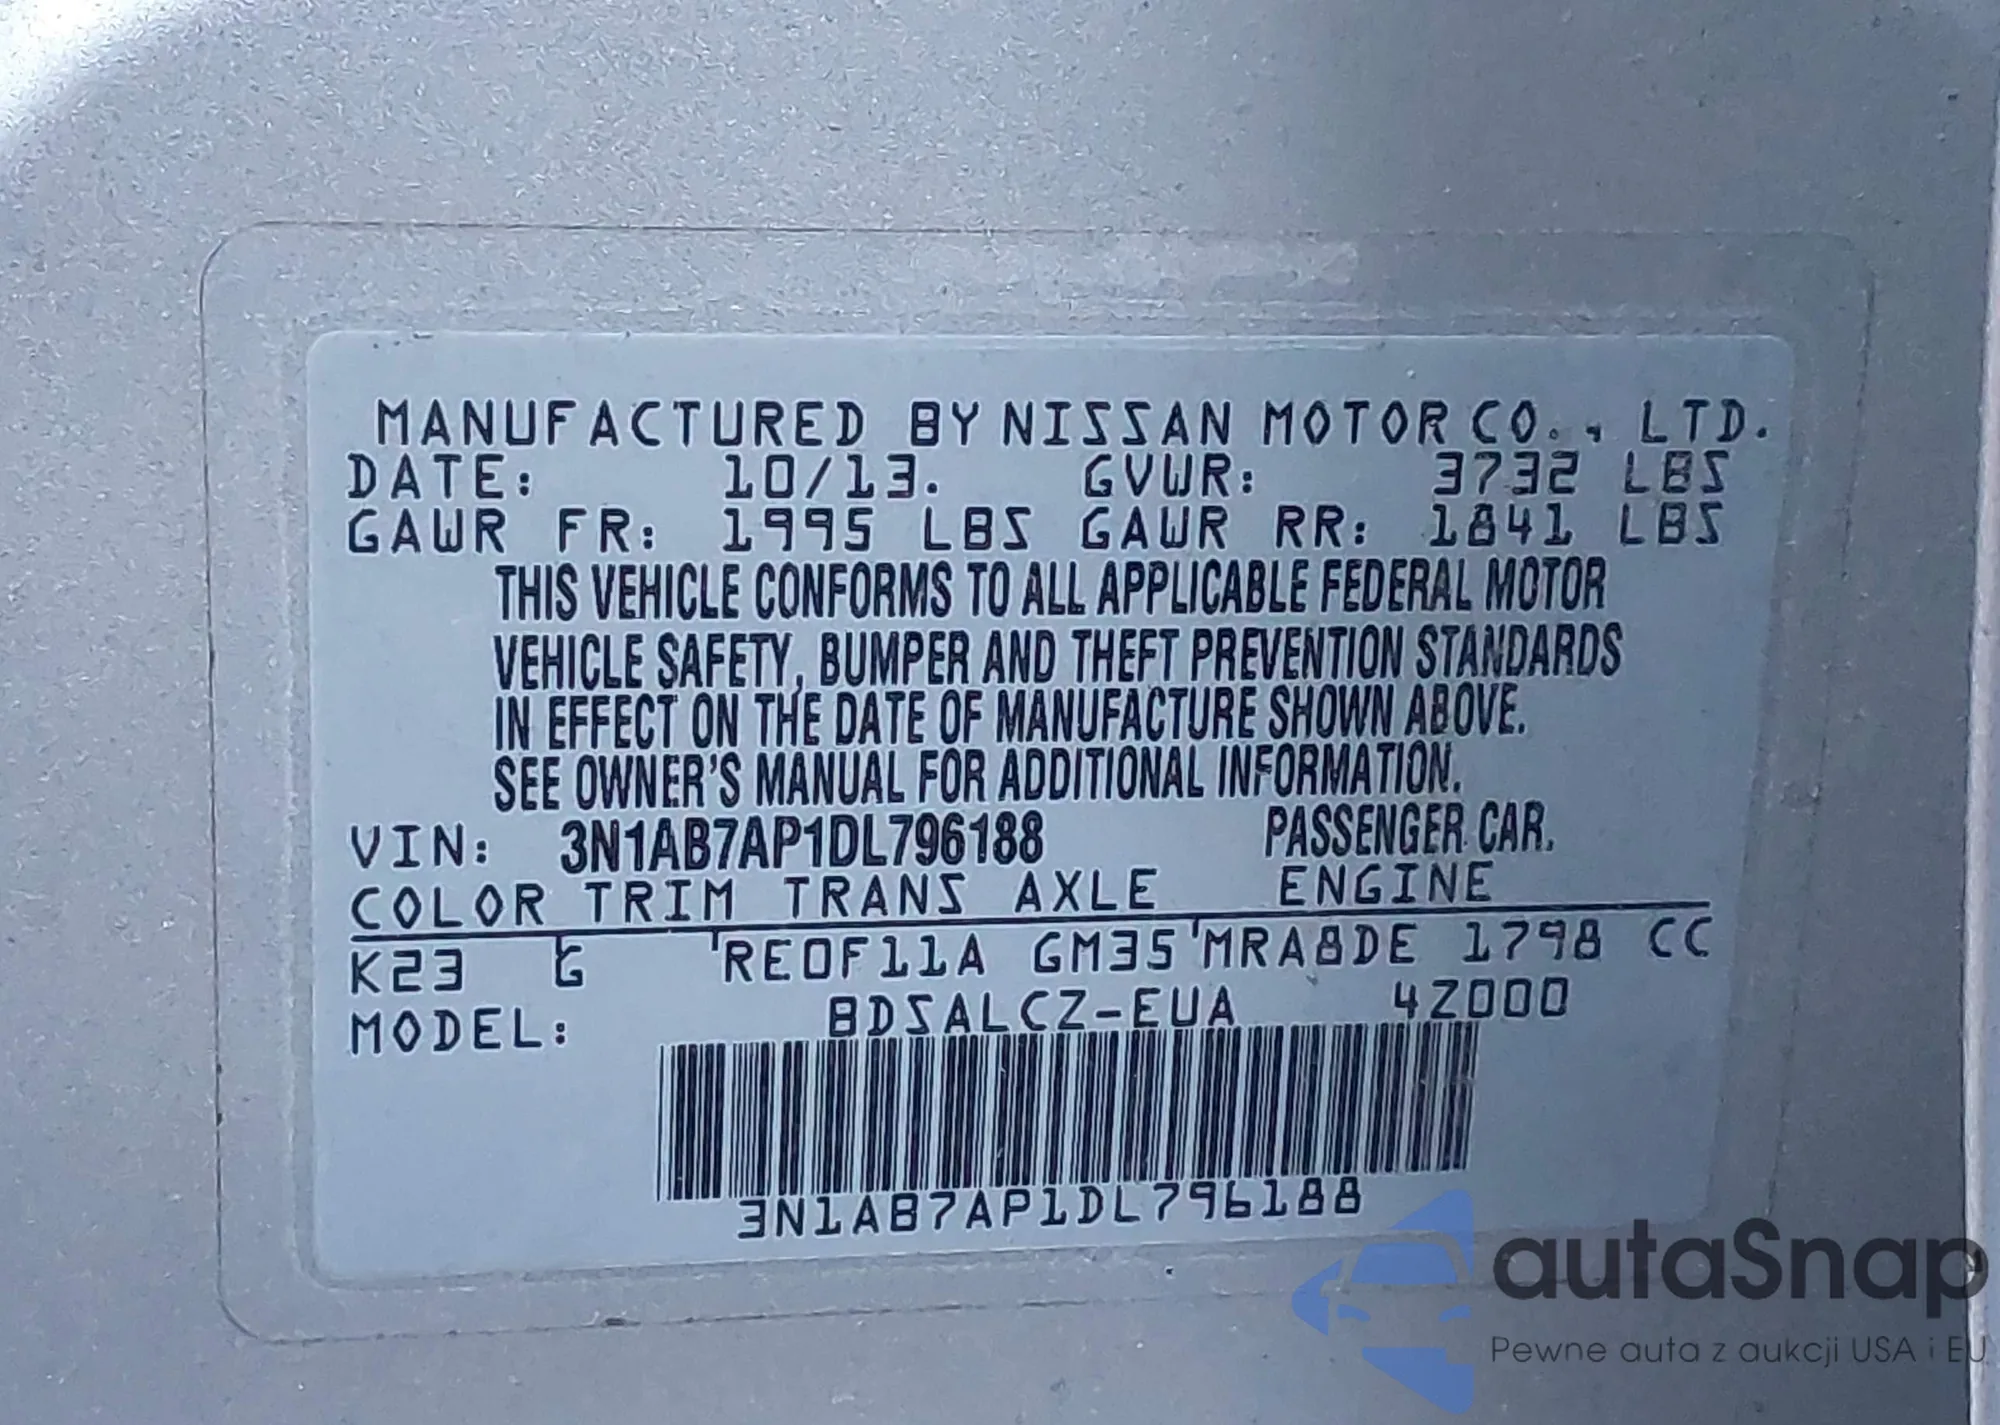 MANUFACTURED BY NISSAN MOTOR CO., LTD.
DATE: 10/13. GVWR: 3732 LBS
GAWR FR: 1995 LBS GAWR RR: 1841 LBS
THIS VEHICLE CONFORMS TO ALL APPLICABLE FEDERAL MOTOR
VEHICLE SAFETY, BUMPER AND THEFT PREVENTION STANDARDS
IN EFFECT ON THE DATE OF MANUFACTURE SHOWN ABOVE.
SEE OWNER'S MANUAL FOR ADDITIONAL INFORMATION.
VIN: 3N1AB7AP1DL796188 PASSENGER CAR.
COLOR TRIM TRANS AXLE ENGINE
K23 G RE0F11A GM35 MRA8DE 1798 CC
MODEL: BDSALCZ-EUA 4Z000
3N1AB7AP1DL796188
autaSnap
Pewne auta z aukcji USA i EU